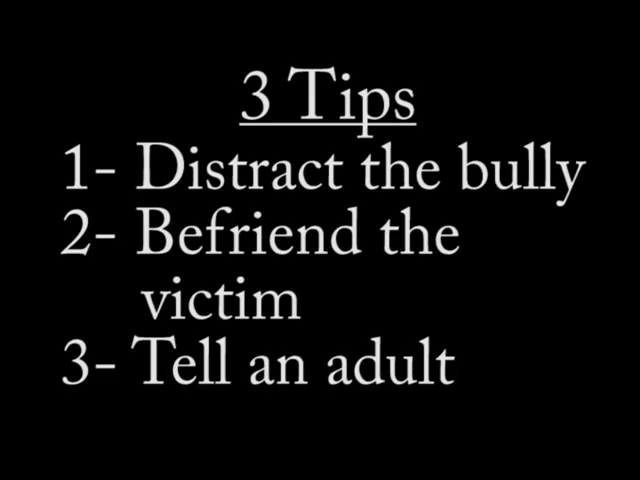 3 Tips
1- Distract the bully
2- Befriend the
victim
3- Tell an adult